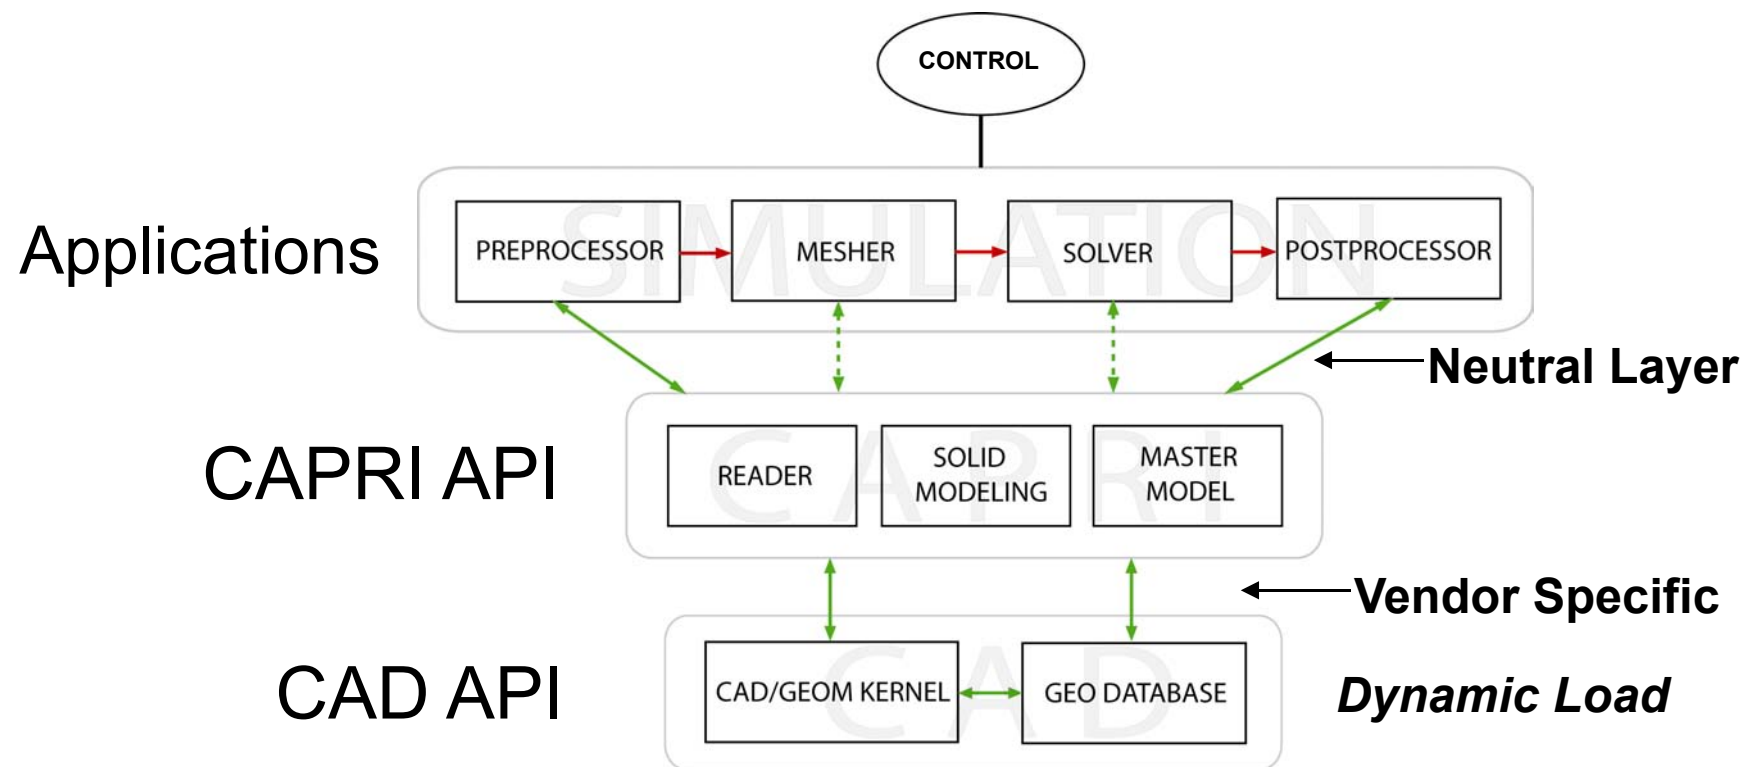 CONTROL
Applications
SIMULATION
PREPROCESSOR
MESHER
SOLVER
POSTPROCESSOR
Neutral Layer
CAPRI API
CAPRI
READER
SOLID
MODELING
MASTER
MODEL
Vendor Specific
CAD API
CAD
CAD/GEOM KERNEL
GEO DATABASE
Dynamic Load